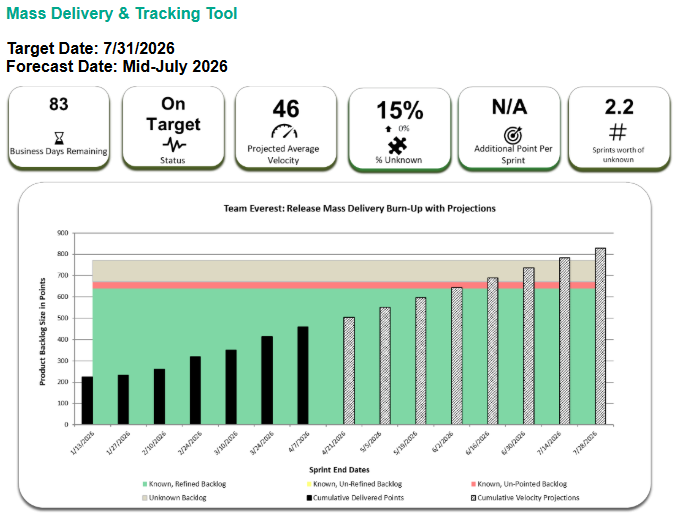 Mass Delivery & Tracking Tool
Target Date: 7/31/2026
Forecast Date: Mid-July 2026
83
Business Days Remaining
On
Target
Status
46
Projected Average
Velocity
15%
0%
% Unknown
N/A
Additional Point Per
Sprint
2.2
Sprints worth of
unknown
Team Everest: Release Mass Delivery Burn-Up with Projections
Product Backlog Size in Points
900
800
700
600
500
400
300
200
100
0
1/13/2026
1/27/2026
2/10/2026
2/24/2026
3/10/2026
3/24/2026
4/7/2026
4/21/2026
5/5/2026
5/19/2026
6/2/2026
6/16/2026
6/30/2026
7/14/2026
7/28/2026
Sprint End Dates
Known, Refined Backlog
Known, Un-Refined Backlog
Known, Un-Pointed Backlog
Unknown Backlog
Cumulative Delivered Points
Cumulative Velocity Projections